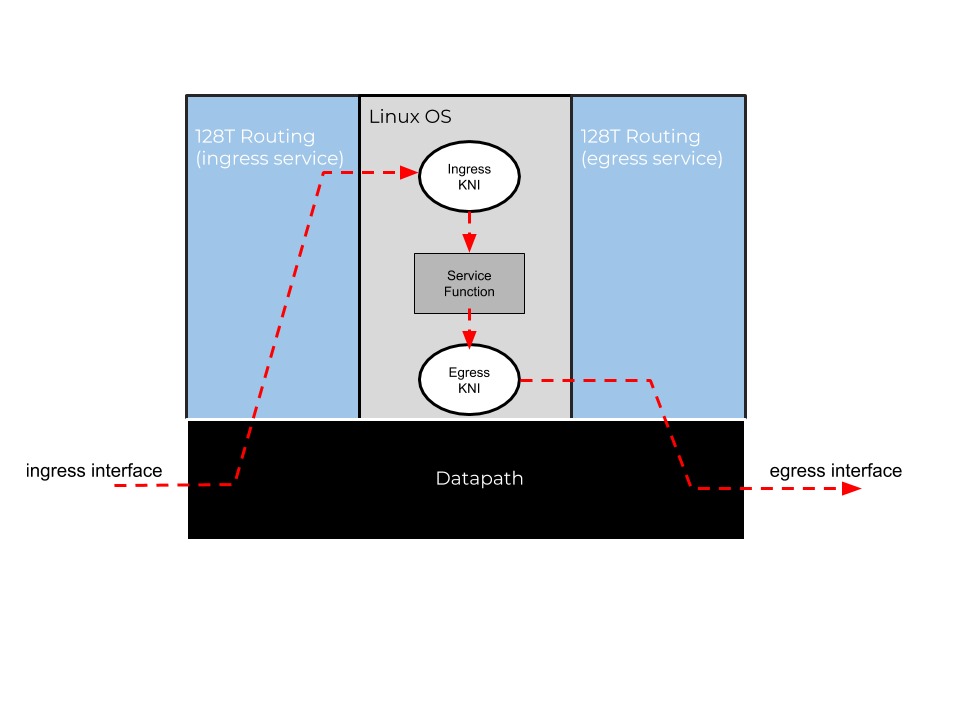 Linux OS
128T Routing
(ingress service)
128T Routing
(egress service)
Ingress
KNI
Service
Function
Egress
KNI
ingress interface
Datapath
egress interface